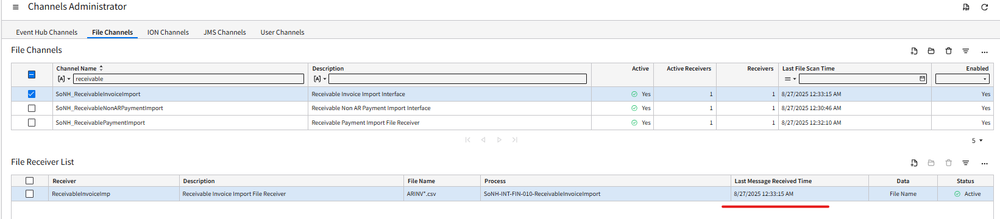 Channels Administrator
PDF
Event Hub Channels File Channels ION Channels JMS Channels User Channels
File Channels
Channel Name Description Active Active Receivers Receivers Last File Scan Time Enabled
[A] receivable [A] =
SoNH_ReceivableInvoiceImport Receivable Invoice Import Interface Yes 1 1 8/27/2025 12:33:15 AM Yes
SoNH_ReceivableNonARPaymentImport Receivable Non AR Payment Import Interface Yes 1 1 8/27/2025 12:30:46 AM Yes
SoNH_ReceivablePaymentImport Receivable Payment Import File Receiver Yes 1 1 8/27/2025 12:32:10 AM Yes
5
File Receiver List
Receiver Description File Name Process Last Message Received Time Data Status
ReceivableInvoiceImp Receivable Invoice Import File Receiver ARINV*.csv SoNH-INT-FIN-010-ReceivableInvoiceImport 8/27/2025 12:33:15 AM File Name Active